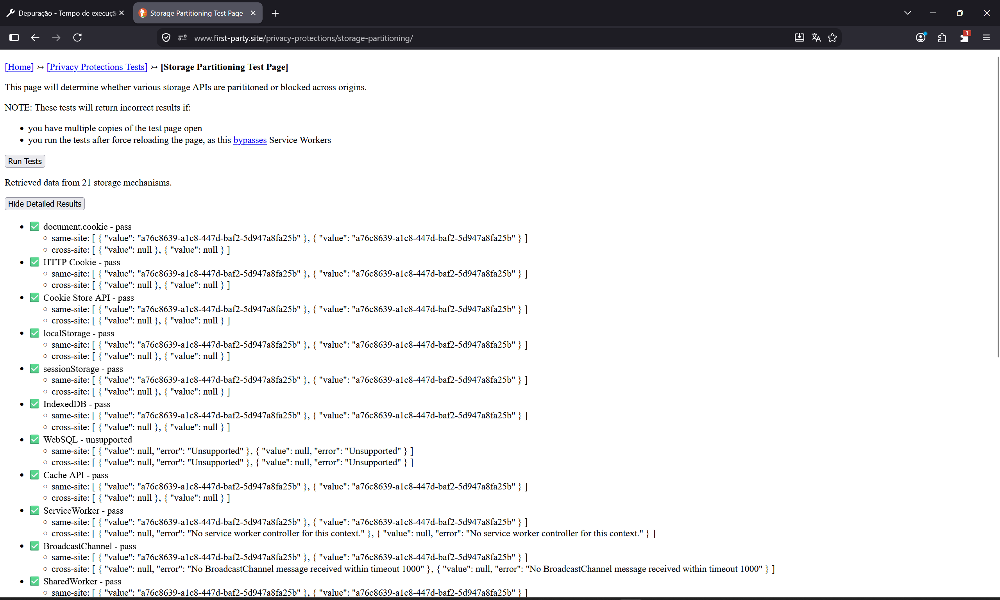 Depuração - Tempo de execuçã
Storage Partitioning Test Page
www.first-party.site/privacy-protections/storage-partitioning/
1
[Home] ↣ [Privacy Protections Tests] ↣ [Storage Partitioning Test Page]
This page will determine whether various storage APIs are parititoned or blocked across origins.
NOTE: These tests will return incorrect results if:
• you have multiple copies of the test page open
• you run the tests after force reloading the page, as this bypasses Service Workers
Run Tests
Retrieved data from 21 storage mechanisms.
Hide Detailed Results
• ✅ document.cookie - pass
○ same-site: [ { "value": "a76c8639-a1c8-447d-baf2-5d947a8fa25b" }, { "value": "a76c8639-a1c8-447d-baf2-5d947a8fa25b" } ]
○ cross-site: [ { "value": null }, { "value": null } ]
• ✅ HTTP Cookie - pass
○ same-site: [ { "value": "a76c8639-a1c8-447d-baf2-5d947a8fa25b" }, { "value": "a76c8639-a1c8-447d-baf2-5d947a8fa25b" } ]
○ cross-site: [ { "value": null }, { "value": null } ]
• ✅ Cookie Store API - pass
○ same-site: [ { "value": "a76c8639-a1c8-447d-baf2-5d947a8fa25b" }, { "value": "a76c8639-a1c8-447d-baf2-5d947a8fa25b" } ]
○ cross-site: [ { "value": null }, { "value": null } ]
• ✅ localStorage - pass
○ same-site: [ { "value": "a76c8639-a1c8-447d-baf2-5d947a8fa25b" }, { "value": "a76c8639-a1c8-447d-baf2-5d947a8fa25b" } ]
○ cross-site: [ { "value": null }, { "value": null } ]
• ✅ sessionStorage - pass
○ same-site: [ { "value": "a76c8639-a1c8-447d-baf2-5d947a8fa25b" }, { "value": "a76c8639-a1c8-447d-baf2-5d947a8fa25b" } ]
○ cross-site: [ { "value": null }, { "value": null } ]
• ✅ IndexedDB - pass
○ same-site: [ { "value": "a76c8639-a1c8-447d-baf2-5d947a8fa25b" }, { "value": "a76c8639-a1c8-447d-baf2-5d947a8fa25b" } ]
○ cross-site: [ { "value": null }, { "value": null } ]
• ✅ WebSQL - unsupported
○ same-site: [ { "value": null, "error": "Unsupported" }, { "value": null, "error": "Unsupported" } ]
○ cross-site: [ { "value": null, "error": "Unsupported" }, { "value": null, "error": "Unsupported" } ]
• ✅ Cache API - pass
○ same-site: [ { "value": "a76c8639-a1c8-447d-baf2-5d947a8fa25b" }, { "value": "a76c8639-a1c8-447d-baf2-5d947a8fa25b" } ]
○ cross-site: [ { "value": null }, { "value": null } ]
• ✅ ServiceWorker - pass
○ same-site: [ { "value": "a76c8639-a1c8-447d-baf2-5d947a8fa25b" }, { "value": "a76c8639-a1c8-447d-baf2-5d947a8fa25b" } ]
○ cross-site: [ { "value": null, "error": "No service worker controller for this context." }, { "value": null, "error": "No service worker controller for this context." } ]
• ✅ BroadcastChannel - pass
○ same-site: [ { "value": "a76c8639-a1c8-447d-baf2-5d947a8fa25b" }, { "value": "a76c8639-a1c8-447d-baf2-5d947a8fa25b" } ]
○ cross-site: [ { "value": null, "error": "No BroadcastChannel message received within timeout 1000" }, { "value": null, "error": "No BroadcastChannel message received within timeout 1000" } ]
• ✅ SharedWorker - pass
○ same-site: [ { "value": "a76c8639-a1c8-447d-baf2-5d947a8fa25b" }, { "value": "a76c8639-a1c8-447d-baf2-5d947a8fa25b" } ]